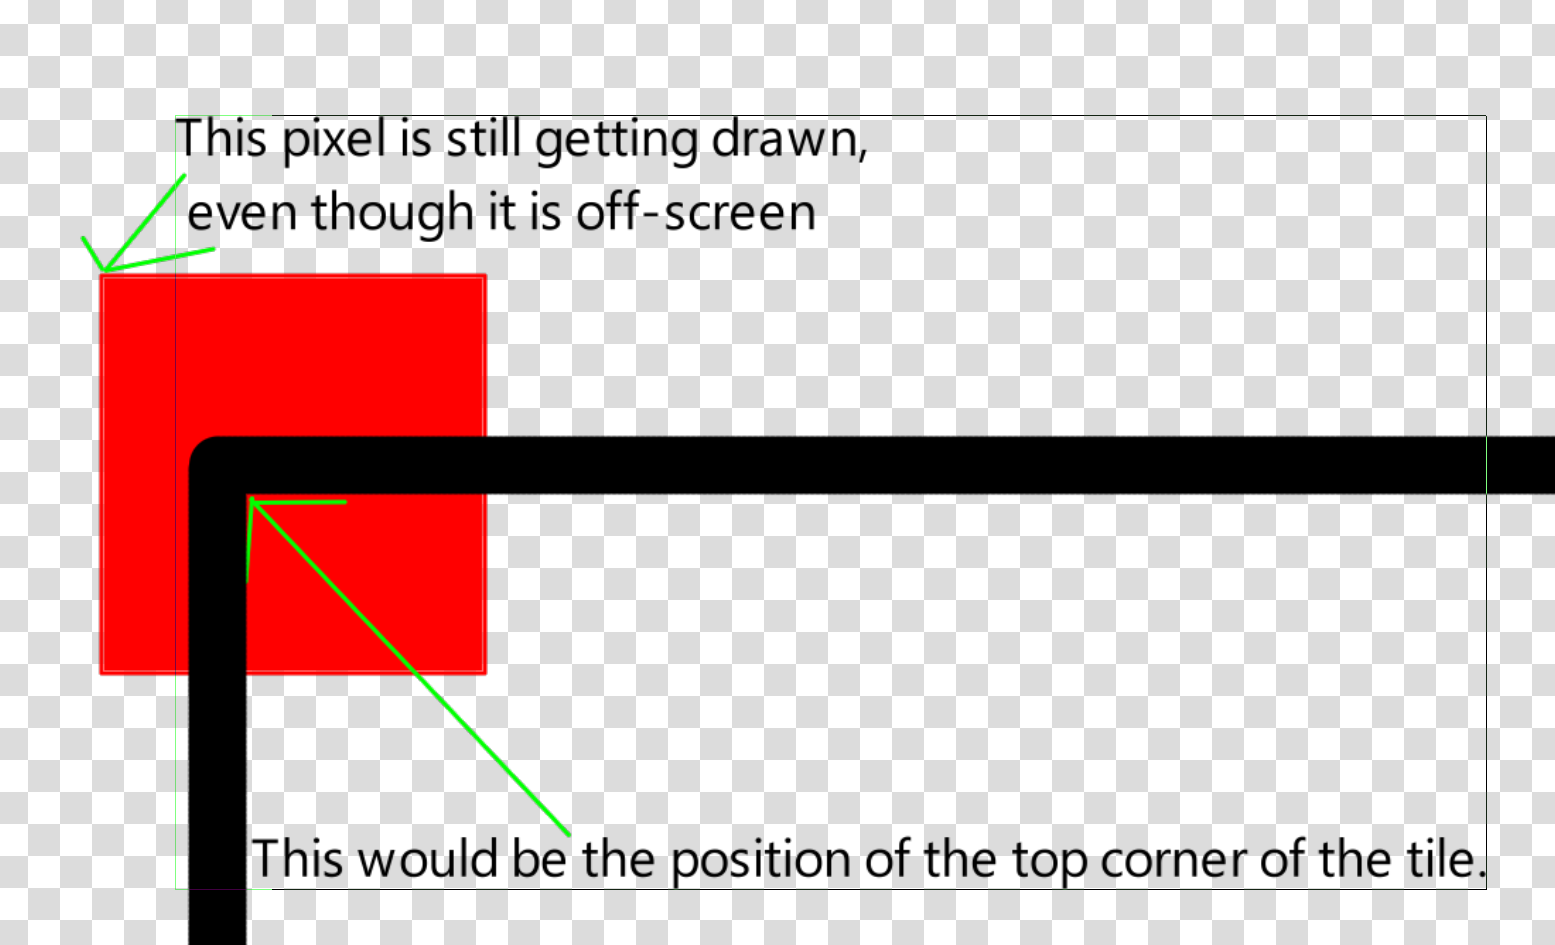 This pixel is still getting drawn,
even though it is off-screen
This would be the position of the top corner of the tile.